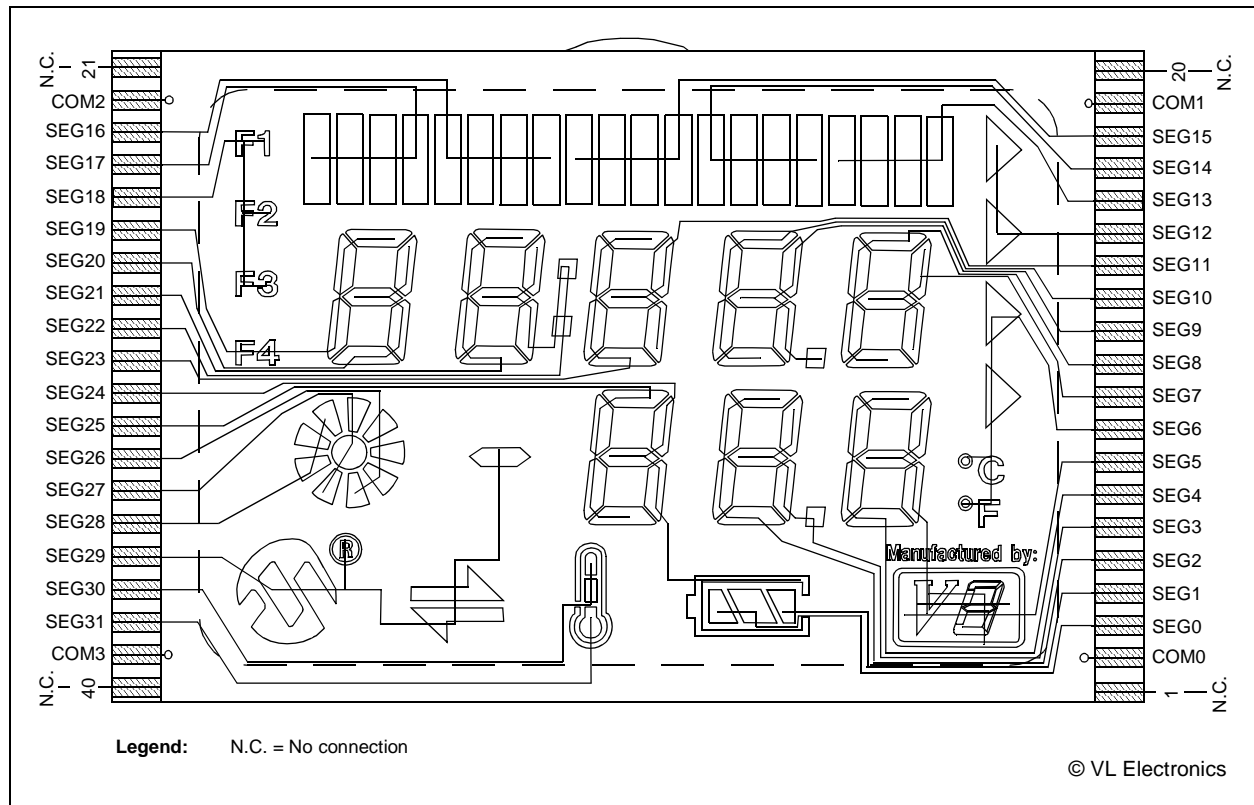 N.C. 21
COM2
SEG16
SEG17
SEG18
SEG19
SEG20
SEG21
SEG22
SEG23
SEG24
SEG25
SEG26
SEG27
SEG28
SEG29
SEG30
SEG31
COM3
N.C. 40
F1
F2
F3
F4
®
°C
°F
Manufactured by:
20 N.C.
COM1
SEG15
SEG14
SEG13
SEG12
SEG11
SEG10
SEG9
SEG8
SEG7
SEG6
SEG5
SEG4
SEG3
SEG2
SEG1
SEG0
COM0
1 N.C.
Legend: N.C. = No connection
© VL Electronics